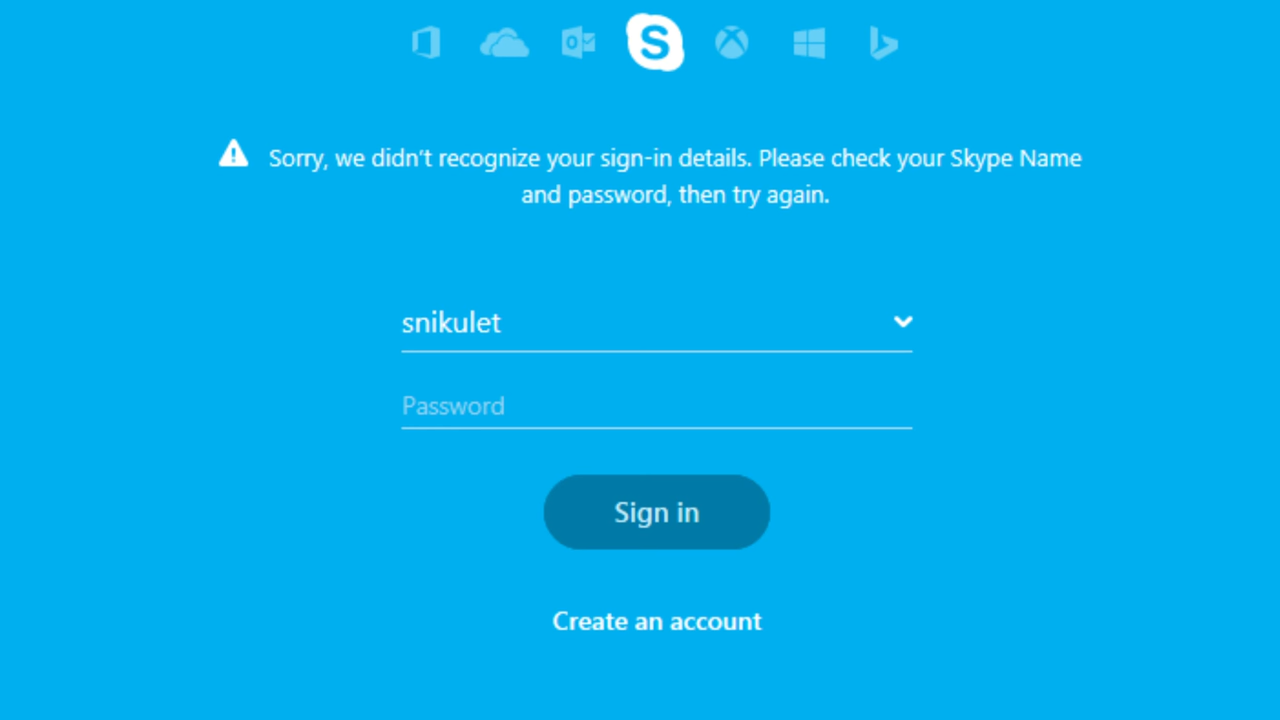 Sorry, we didn't recognize your sign-in details. Please check your Skype Name
and password, then try again.
snikulet
Password
Sign in
Create an account